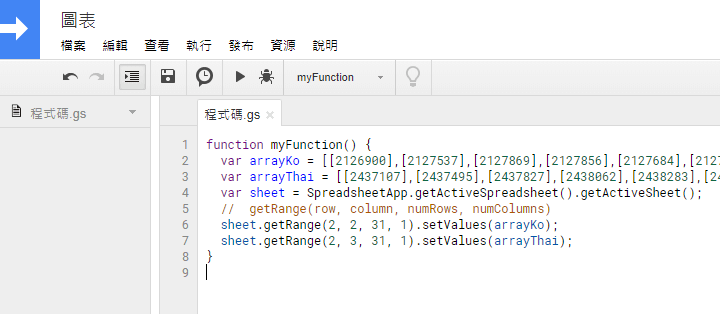 圖表
檔案 編輯 查看 執行 發布 資源 說明
myFunction
程式碼.gs
程式碼.gs ×
1 function myFunction() {
2 var arrayKo = [[2126900],[2127537],[2127869],[2127856],[2127684],[2127
3 var arrayThai = [[2437107],[2437495],[2437827],[2438062],[2438283],[24
4 var sheet = SpreadsheetApp.getActiveSpreadsheet().getActiveSheet();
5 // getRange(row, column, numRows, numColumns)
6 sheet.getRange(2, 2, 31, 1).setValues(arrayKo);
7 sheet.getRange(2, 3, 31, 1).setValues(arrayThai);
8 }
9